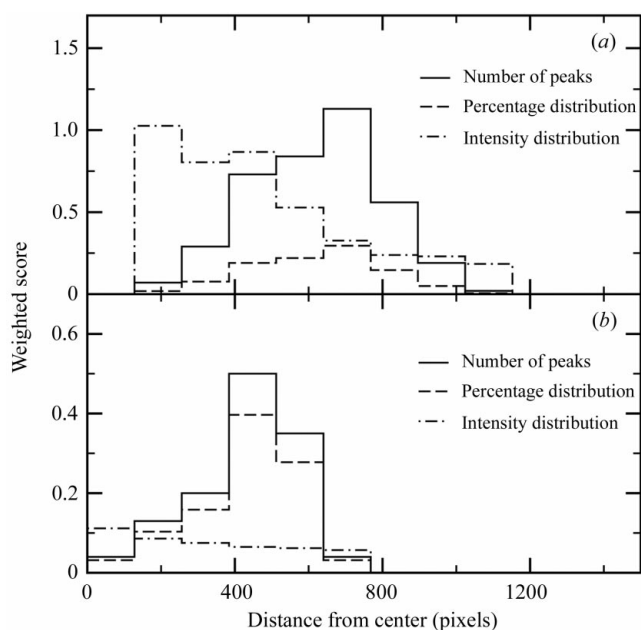 1.5
(a)
Number of peaks
Percentage distribution
Intensity distribution
1.0
0.5
0
Weighted score
0.6
(b)
Number of peaks
Percentage distribution
Intensity distribution
0.4
0.2
0
0 400 800 1200
Distance from center (pixels)